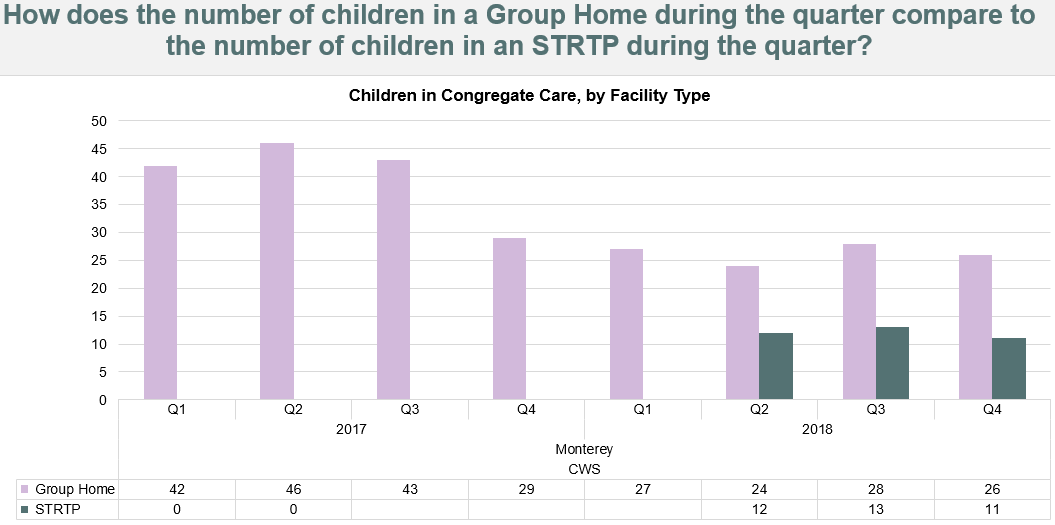 How does the number of children in a Group Home during the quarter compare to
the number of children in an STRTP during the quarter?
Children in Congregate Care, by Facility Type
50
45
40
35
30
25
20
15
10
5
0
Q1 Q2 Q3 Q4 Q1 Q2 Q3 Q4
2017 2018
Monterey
CWS
Group Home 42 46 43 29 27 24 28 26
STRTP 0 0 12 13 11